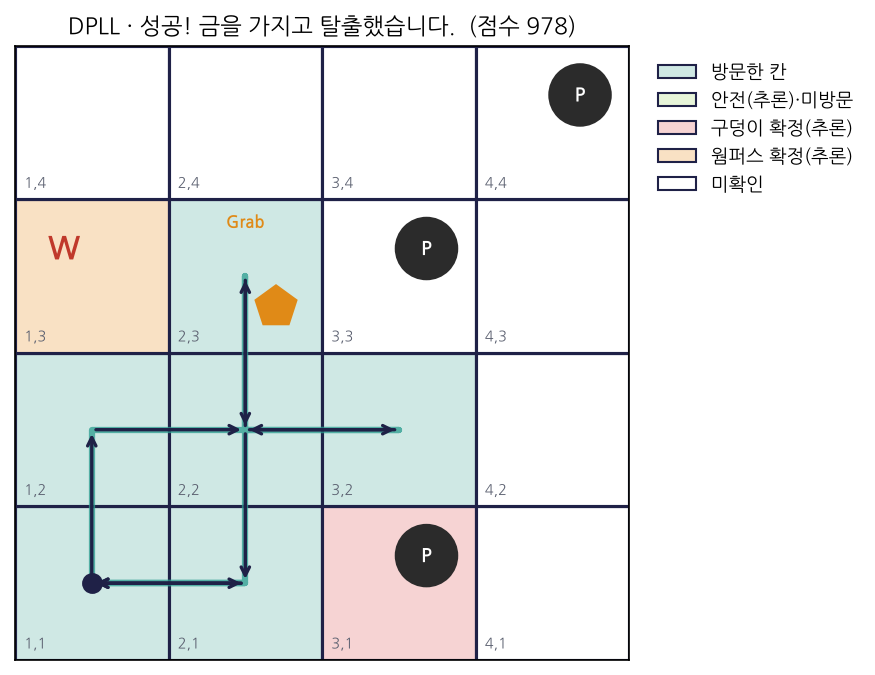 DPLL · 성공! 금을 가지고 탈출했습니다. (점수 978)
방문한 칸
안전(추론)·미방문
구덩이 확정(추론)
웜퍼스 확정(추론)
미확인
P
1,4
2,4
3,4
4,4
W
Grab
P
1,3
2,3
3,3
4,3
1,2
2,2
3,2
4,2
P
1,1
2,1
3,1
4,1